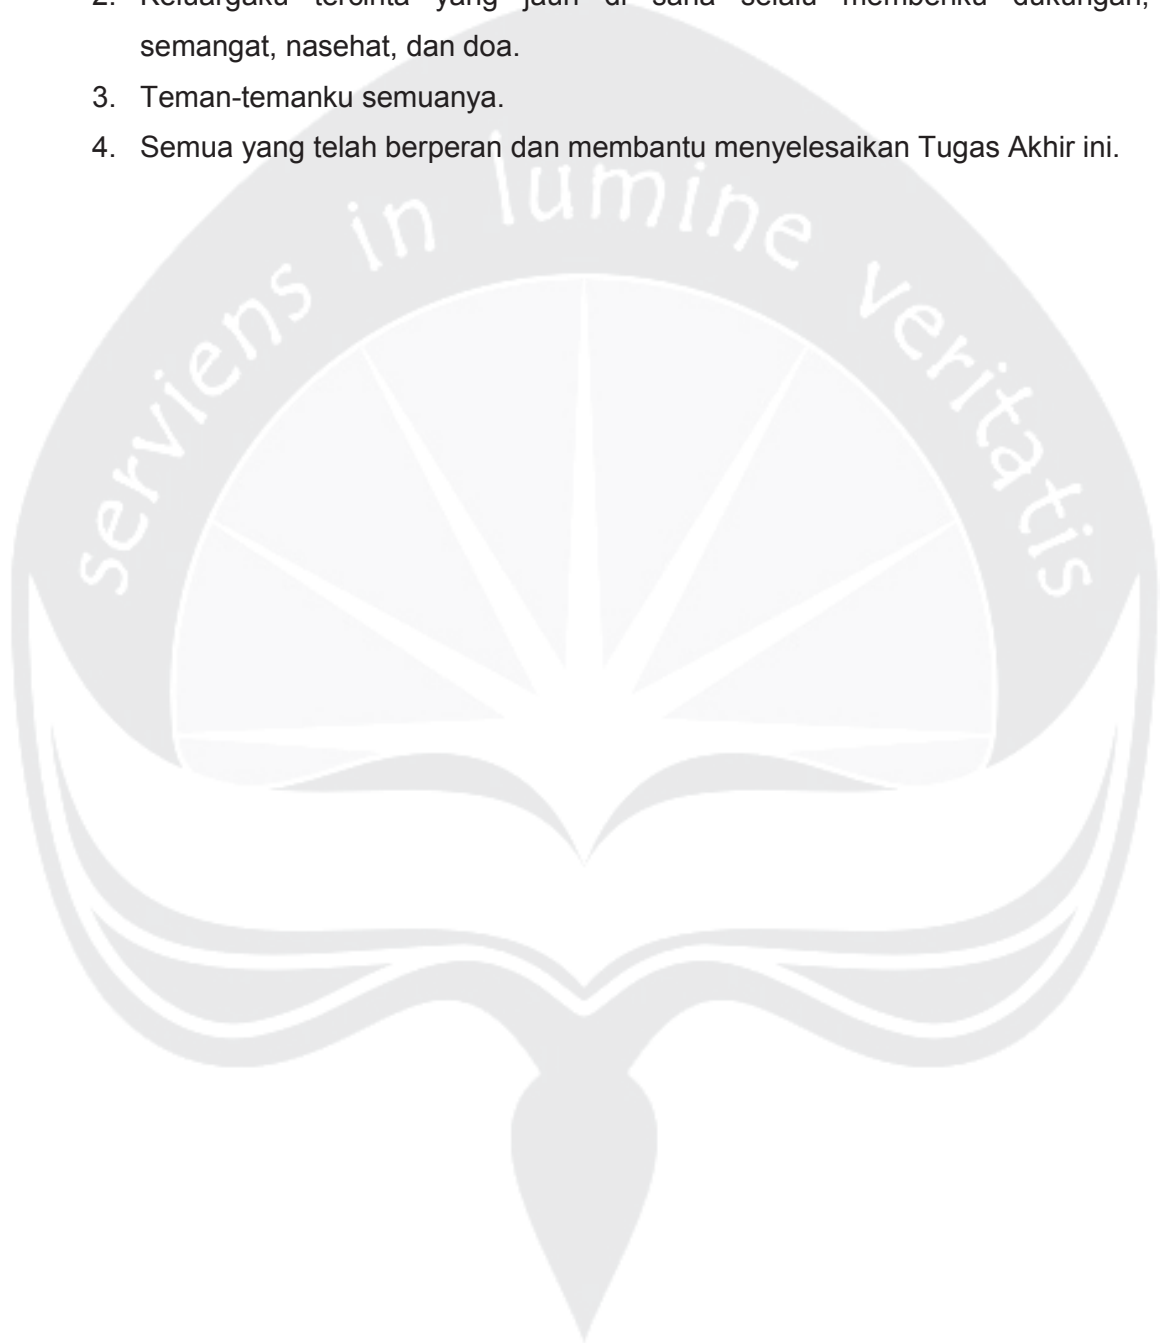 2. Keluargaku tercinta yang jauh di sana selalu memberiku dukungan,
semangat, nasehat, dan doa.
3. Teman-temanku semuanya.
4. Semua yang telah berperan dan membantu menyelesaikan Tugas Akhir ini.
serviens in lumine veritatis